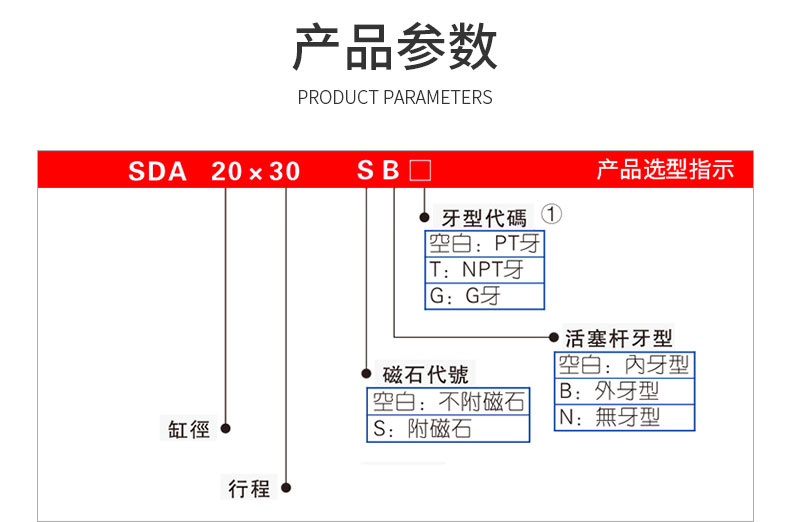 产品参数
PRODUCT PARAMETERS
SDA 20×30 SB□ 产品选型指示
牙型代碼 ①
空白：PT牙
T：NPT牙
G：G牙
活塞杆牙型
空白：內牙型
B：外牙型
N：無牙型
磁石代號
空白：不附磁石
S：附磁石
缸徑
行程